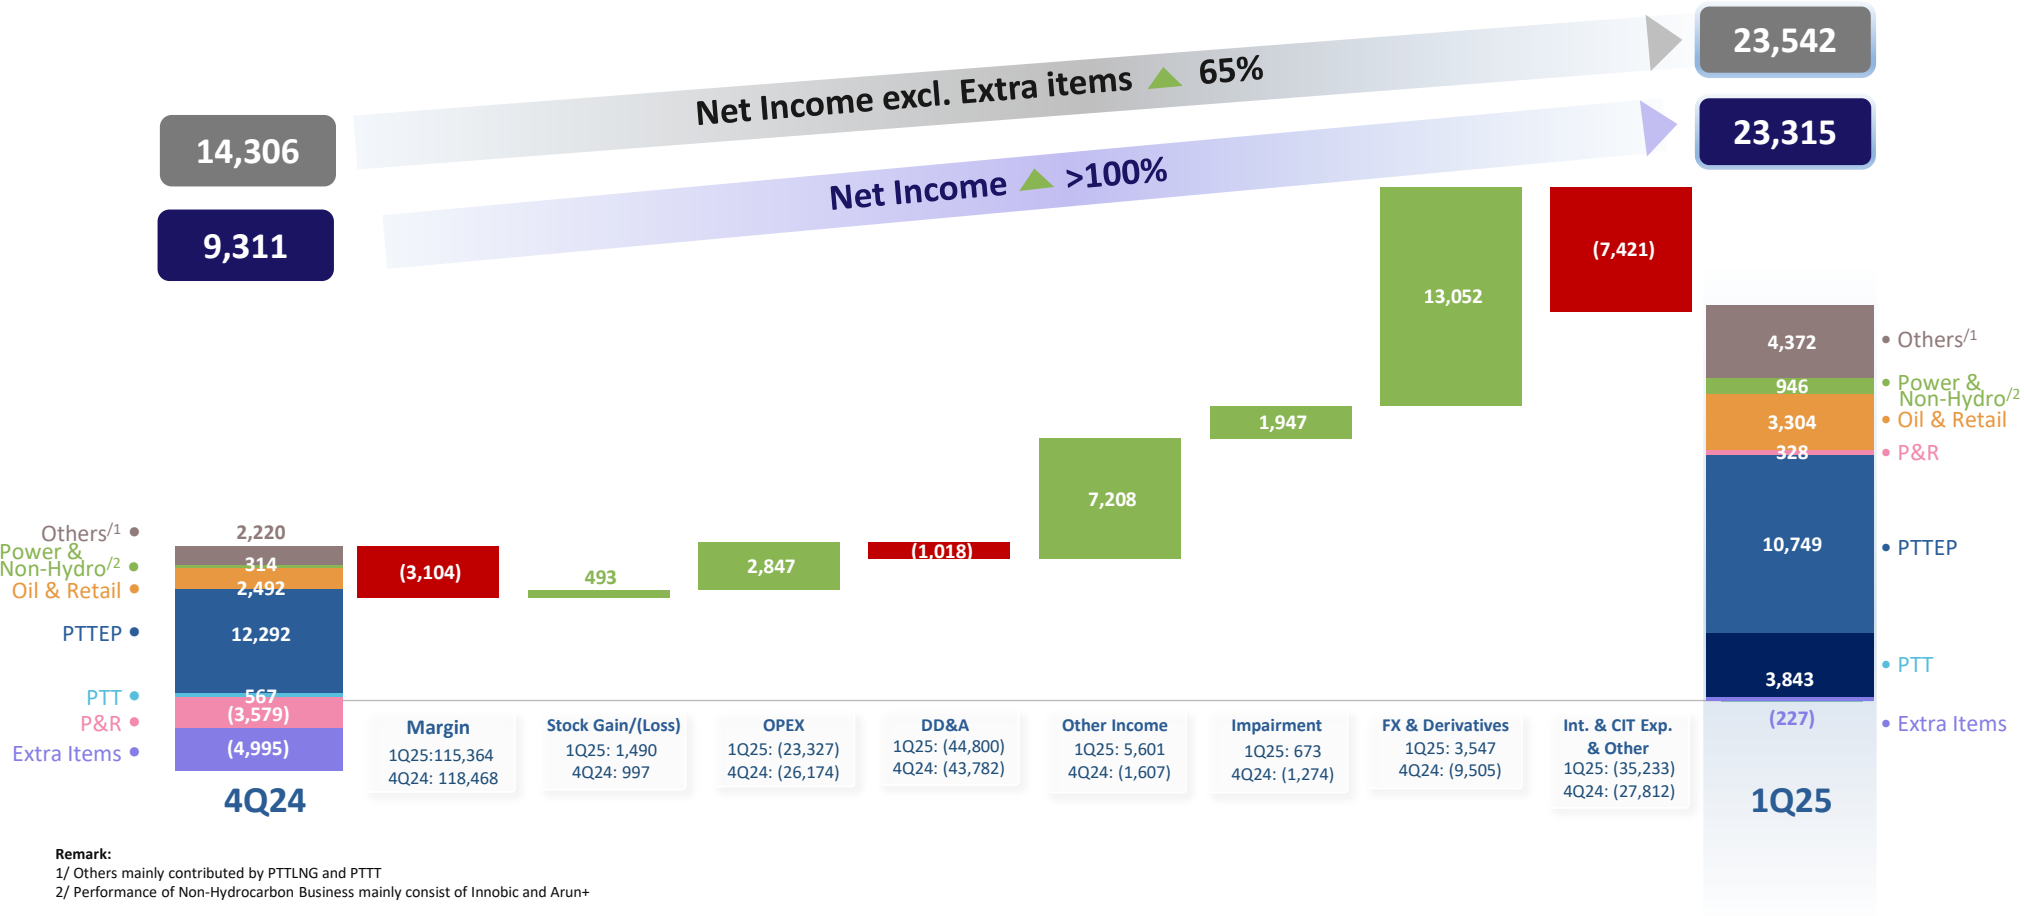 23,542
Net Income excl. Extra items 65%
14,306
23,315
Net Income >100%
9,311
(3,104)
493
2,847
(1,018)
7,208
1,947
13,052
(7,421)
Others/1
2,220
Power &
Non-Hydro/2
314
Oil & Retail
2,492
PTTEP
12,292
PTT
567
P&R
(3,579)
Extra Items
(4,995)
4Q24
4,372
Others/1
946
Power &
Non-Hydro/2
3,304
Oil & Retail
328
P&R
10,749
PTTEP
3,843
PTT
(227)
Extra Items
1Q25
Margin
1Q25:115,364
4Q24: 118,468
Stock Gain/(Loss)
1Q25: 1,490
4Q24: 997
OPEX
1Q25: (23,327)
4Q24: (26,174)
DD&A
1Q25: (44,800)
4Q24: (43,782)
Other Income
1Q25: 5,601
4Q24: (1,607)
Impairment
1Q25: 673
4Q24: (1,274)
FX & Derivatives
1Q25: 3,547
4Q24: (9,505)
Int. & CIT Exp.
& Other
1Q25: (35,233)
4Q24: (27,812)
Remark:
1/ Others mainly contributed by PTTLNG and PTTT
2/ Performance of Non-Hydrocarbon Business mainly consist of Innobic and Arun+